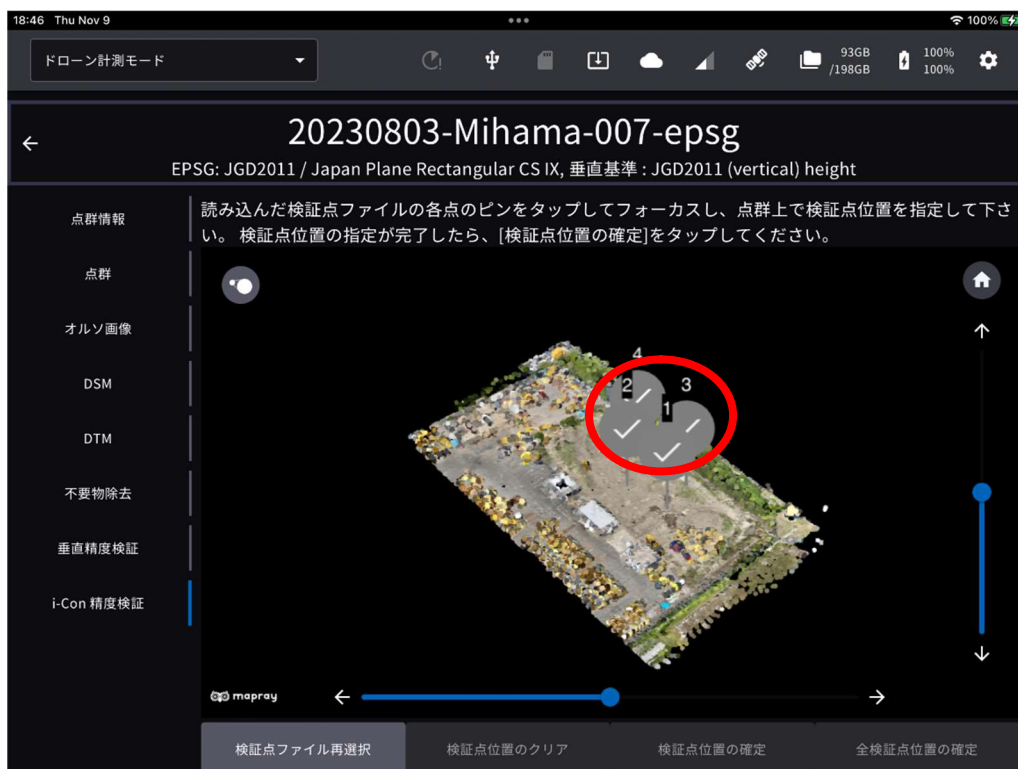 18:46 Thu Nov 9
100%
ドローン計測モード
93GB
/198GB
100%
100%
20230803-Mihama-007-epsg
EPSG: JGD2011 / Japan Plane Rectangular CS IX, 垂直基準 : JGD2011 (vertical) height
点群情報
点群
オルソ画像
DSM
DTM
不要物除去
垂直精度検証
i-Con 精度検証
読み込んだ検証点ファイルの各点のピンをタップしてフォーカスし、点群上で検証点位置を指定して下さ
い。 検証点位置の指定が完了したら、[検証点位置の確定]をタップしてください。
4
2
3
1
mapray
検証点ファイル再選択
検証点位置のクリア
検証点位置の確定
全検証点位置の確定